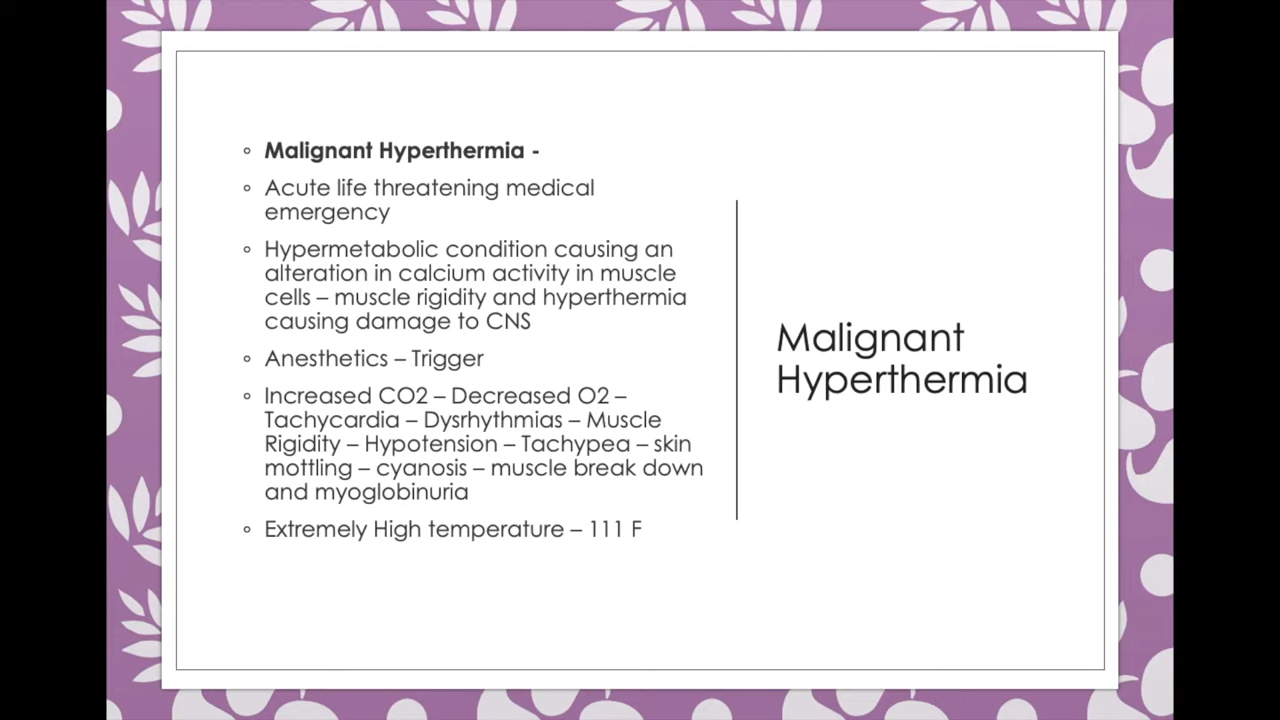 Malignant Hyperthermia -
Acute life threatening medical
emergency
Hypermetabolic condition causing an
alteration in calcium activity in muscle
cells – muscle rigidity and hyperthermia
causing damage to CNS
Anesthetics – Trigger
Increased CO2 – Decreased O2 –
Tachycardia – Dysrhythmias – Muscle
Rigidity – Hypotension – Tachypea – skin
mottling – cyanosis – muscle break down
and myoglobinuria
Extremely High temperature – 111 F
Malignant
Hyperthermia